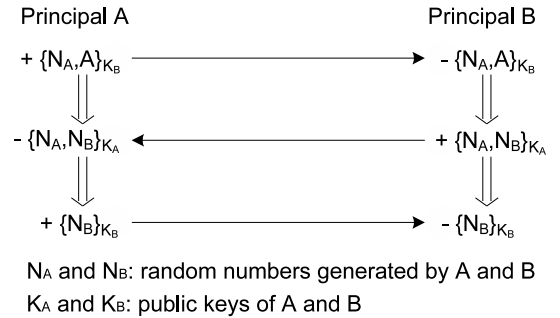 Principal A Principal B
+ {NA,A}KB - {NA,A}KB
- {NA,NB}KA + {NA,NB}KA
+ {NB}KB - {NB}KB
NA and NB: random numbers generated by A and B
KA and KB: public keys of A and B